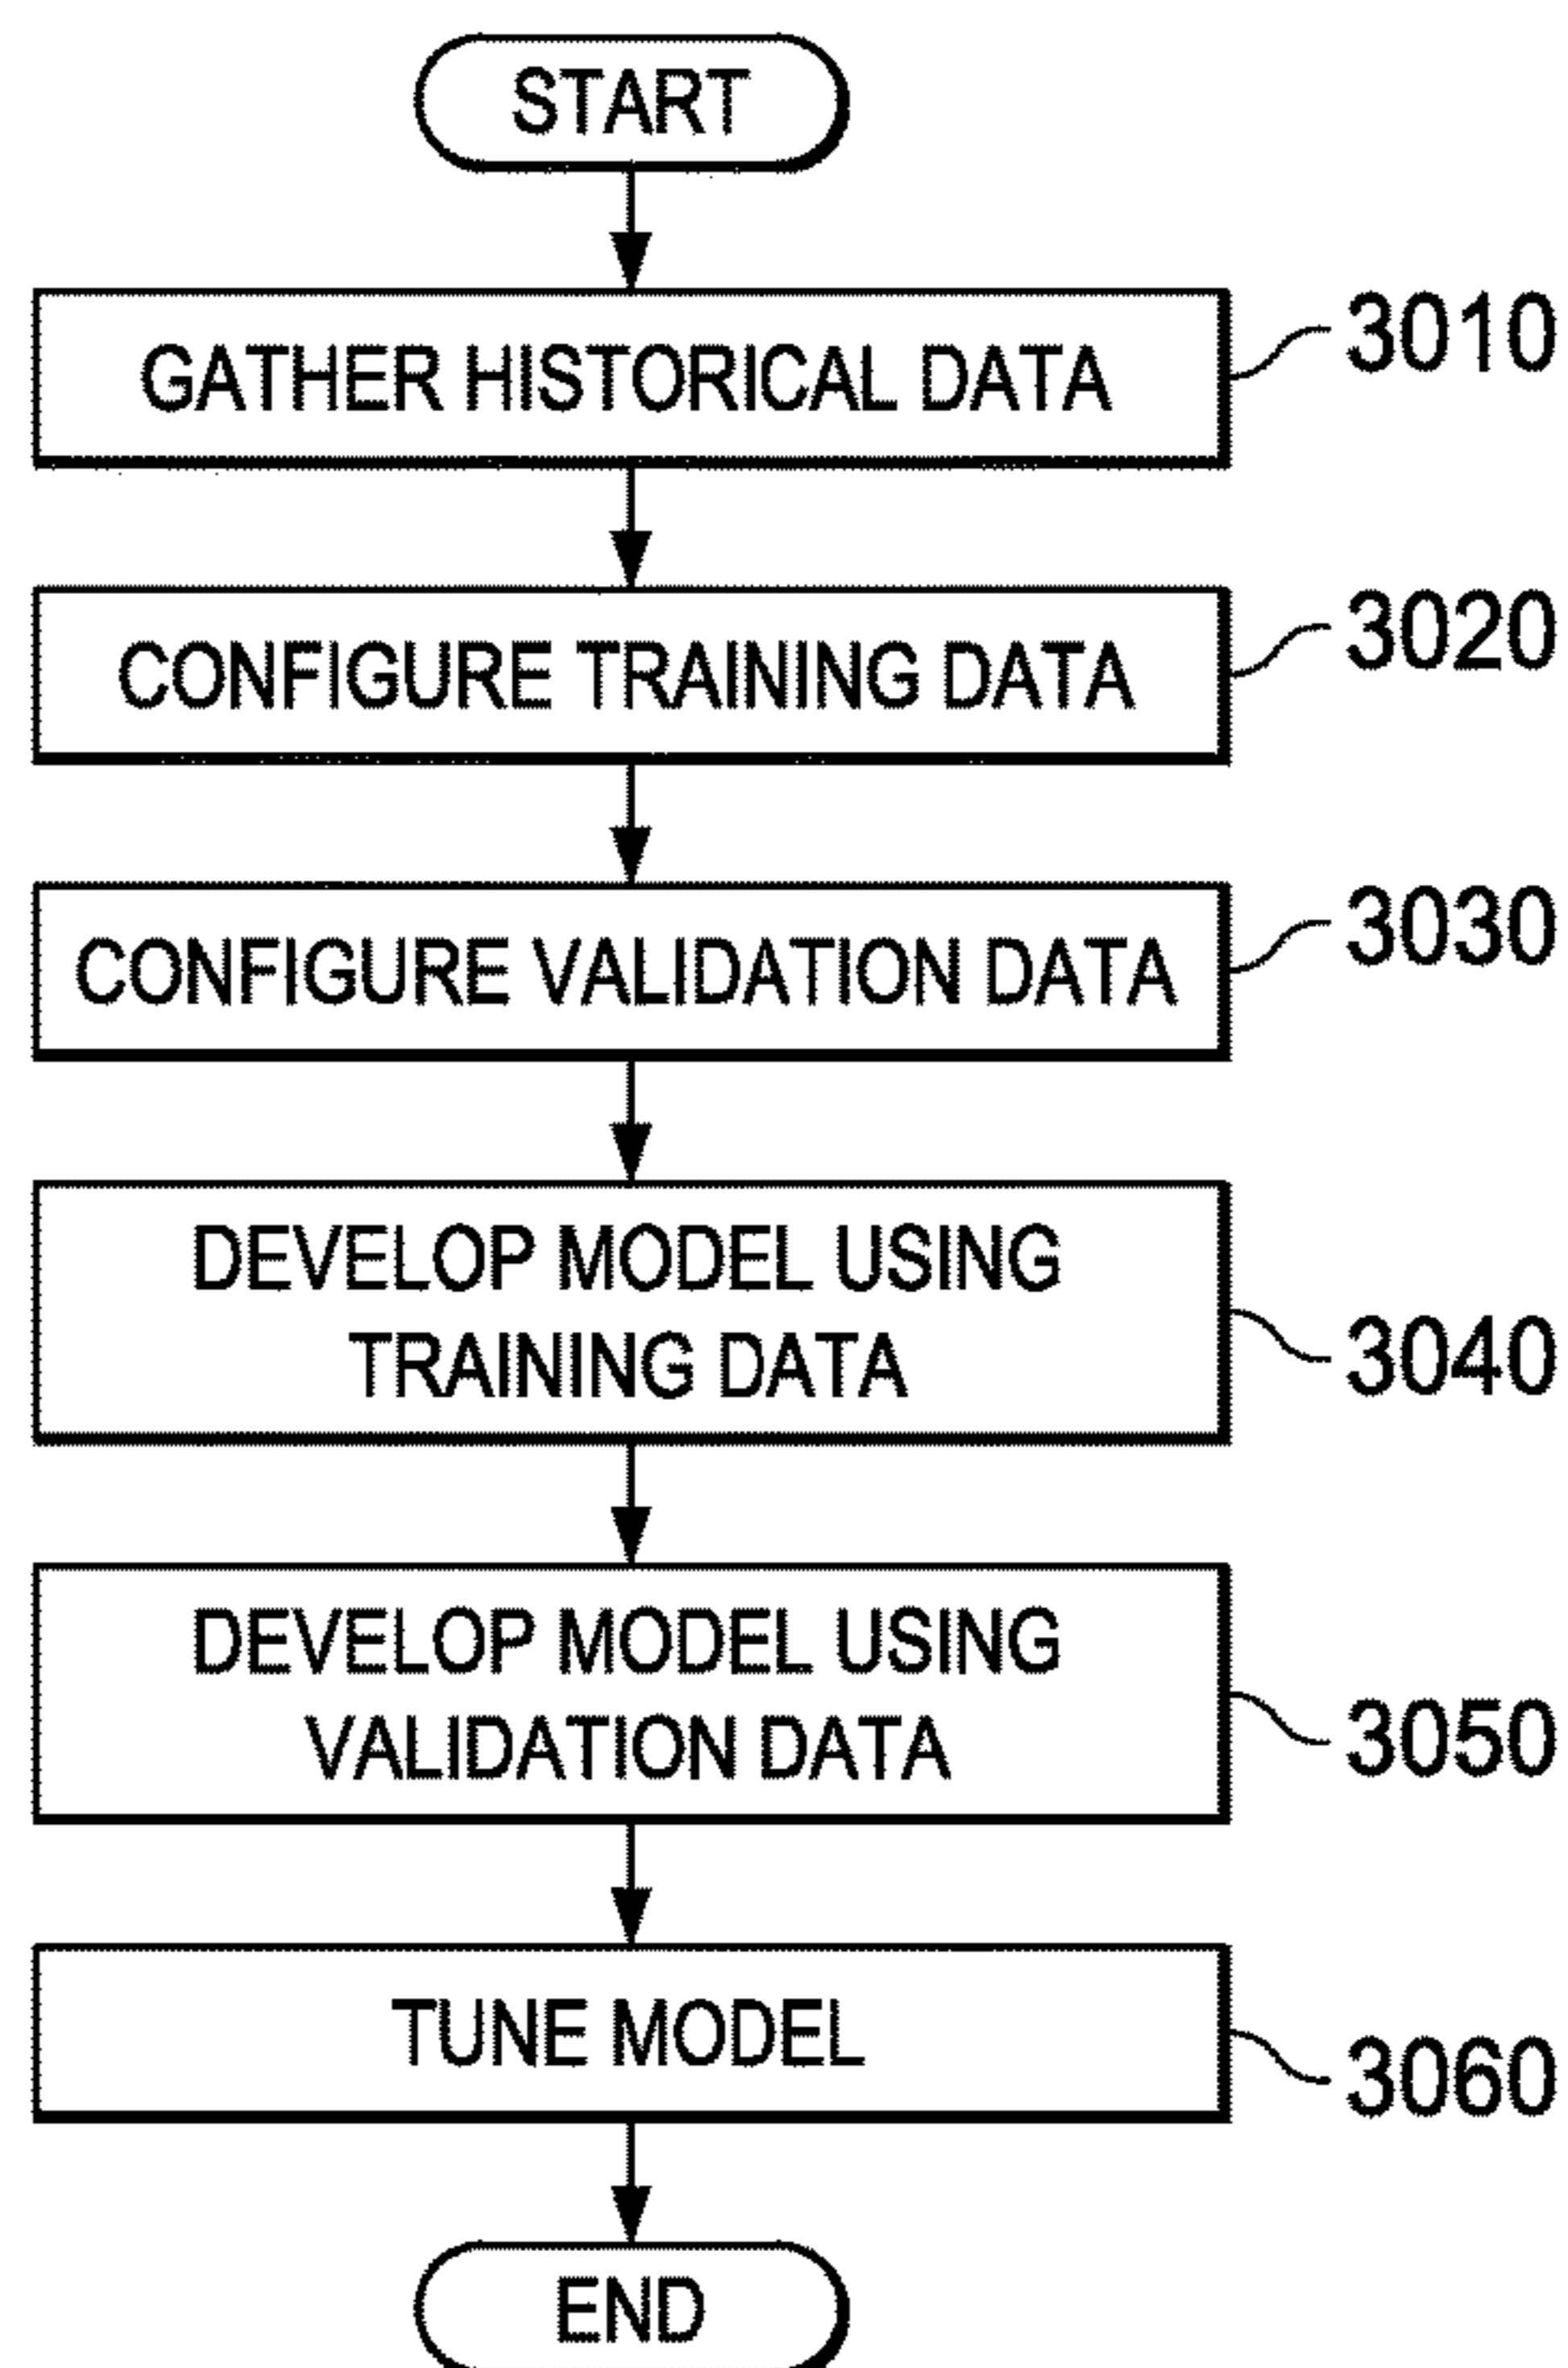 START
GATHER HISTORICAL DATA
3010
CONFIGURE TRAINING DATA
3020
CONFIGURE VALIDATION DATA
3030
DEVELOP MODEL USING
TRAINING DATA
3040
DEVELOP MODEL USING
VALIDATION DATA
3050
TUNE MODEL
3060
END